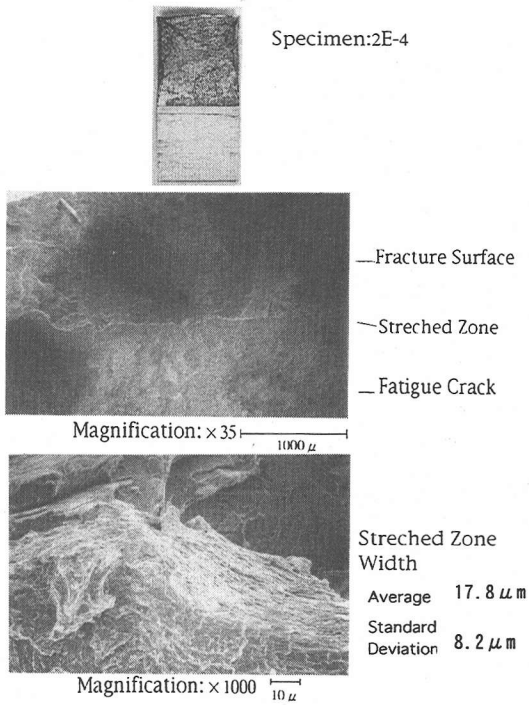 Specimen:2E-4
Fracture Surface
Streched Zone
Fatigue Crack
Magnification: × 35
1000 μ
Streched Zone
Width
Average 17.8 μm
Standard
Deviation 8.2 μm
Magnification: × 1000
10 μ